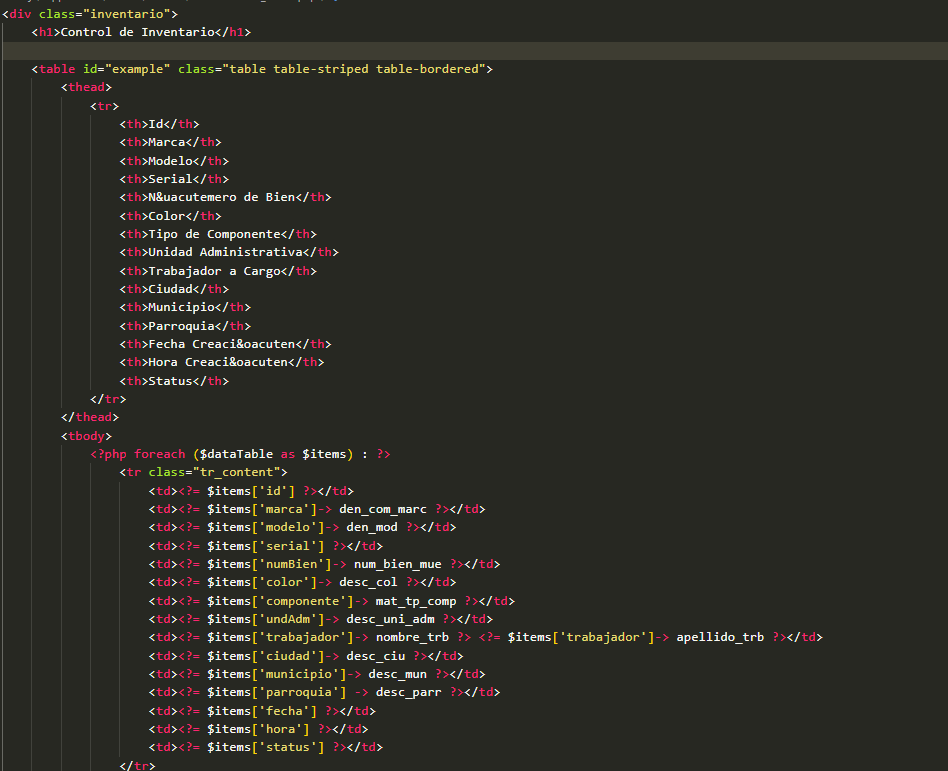 <div class="inventario">
<h1>Control de Inventario</h1>
<table id="example" class="table table-striped table-bordered">
<thead>
<tr>
<th>Id</th>
<th>Marca</th>
<th>Modelo</th>
<th>Serial</th>
<th>N&uacutemero de Bien</th>
<th>Color</th>
<th>Tipo de Componente</th>
<th>Unidad Administrativa</th>
<th>Trabajador a Cargo</th>
<th>Ciudad</th>
<th>Municipio</th>
<th>Parroquia</th>
<th>Fecha Creaci&oacuten</th>
<th>Hora Creaci&oacuten</th>
<th>Status</th>
</tr>
</thead>
<tbody>
<?php foreach ($dataTable as $items) : ?>
<tr class="tr_content">
<td><?= $items['id'] ?></td>
<td><?= $items['marca']-> den_com_marc ?></td>
<td><?= $items['modelo']-> den_mod ?></td>
<td><?= $items['serial'] ?></td>
<td><?= $items['numBien']-> num_bien_mue ?></td>
<td><?= $items['color']-> desc_col ?></td>
<td><?= $items['componente']-> mat_tp_comp ?></td>
<td><?= $items['undAdm']-> desc_uni_adm ?></td>
<td><?= $items['trabajador']-> nombre_trb ?> <?= $items['trabajador']-> apellido_trb ?></td>
<td><?= $items['ciudad']-> desc_ciu ?></td>
<td><?= $items['municipio']-> desc_mun ?></td>
<td><?= $items['parroquia'] -> desc_parr ?></td>
<td><?= $items['fecha'] ?></td>
<td><?= $items['hora'] ?></td>
<td><?= $items['status'] ?></td>
</tr>